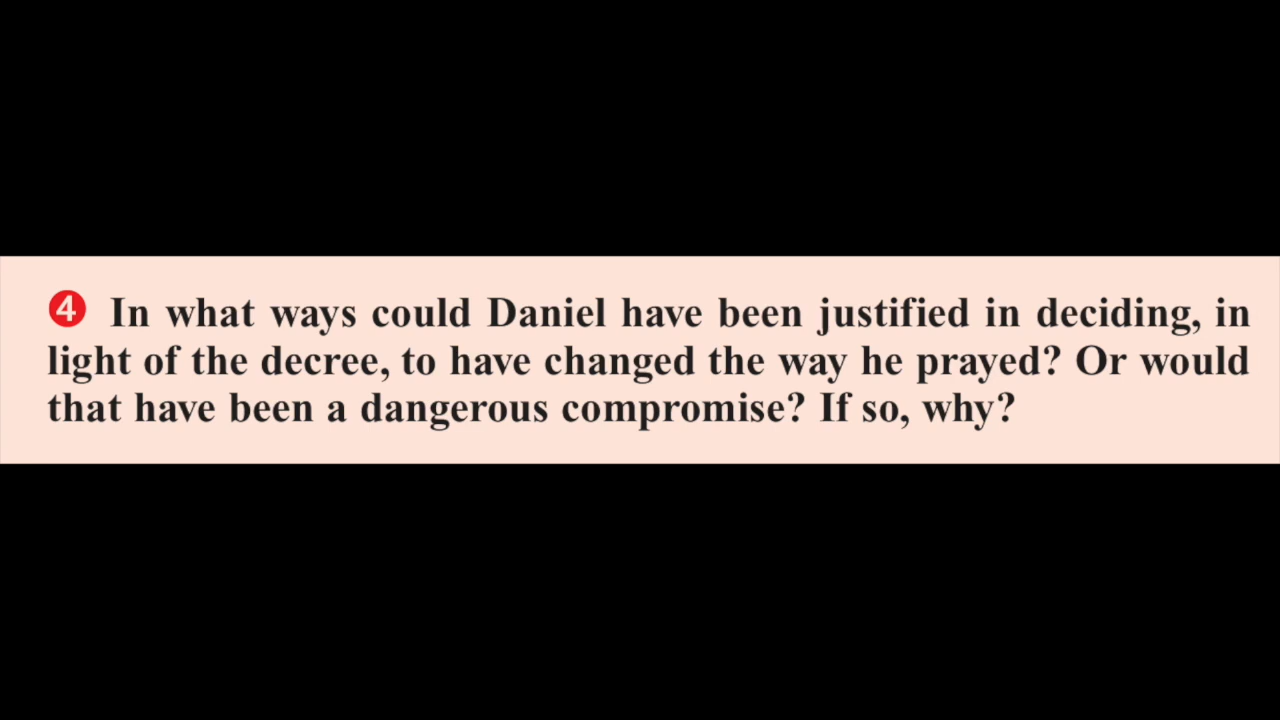 ❹ In what ways could Daniel have been justified in deciding, in
light of the decree, to have changed the way he prayed? Or would
that have been a dangerous compromise? If so, why?